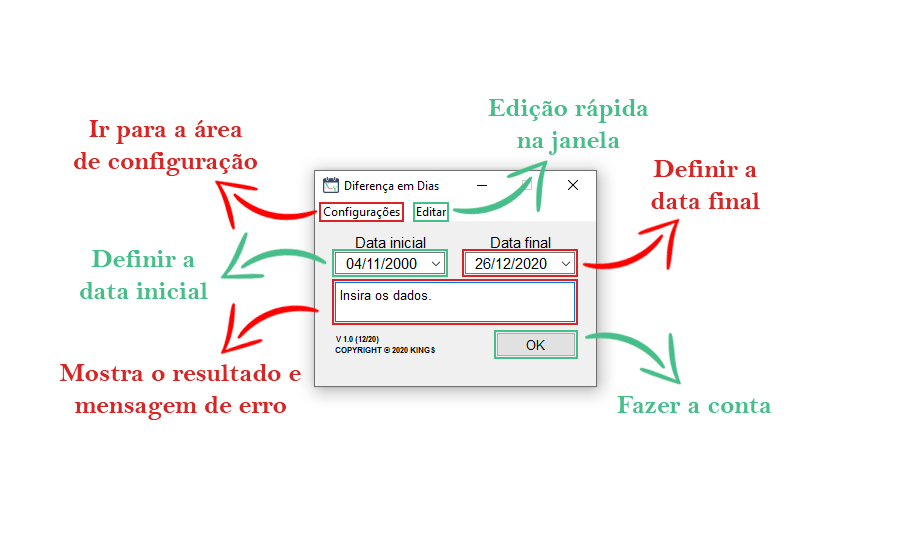 Edição rápida
na janela
Ir para a área
de configuração
Definir a
data final
Diferença em Dias
Configurações
Editar
Data inicial
Data final
04/11/2000
26/12/2020
Definir a
data inicial
Insira os dados.
V 1.0 (12/20)
COPYRIGHT © 2020 KINGS
OK
Mostra o resultado e
mensagem de erro
Fazer a conta